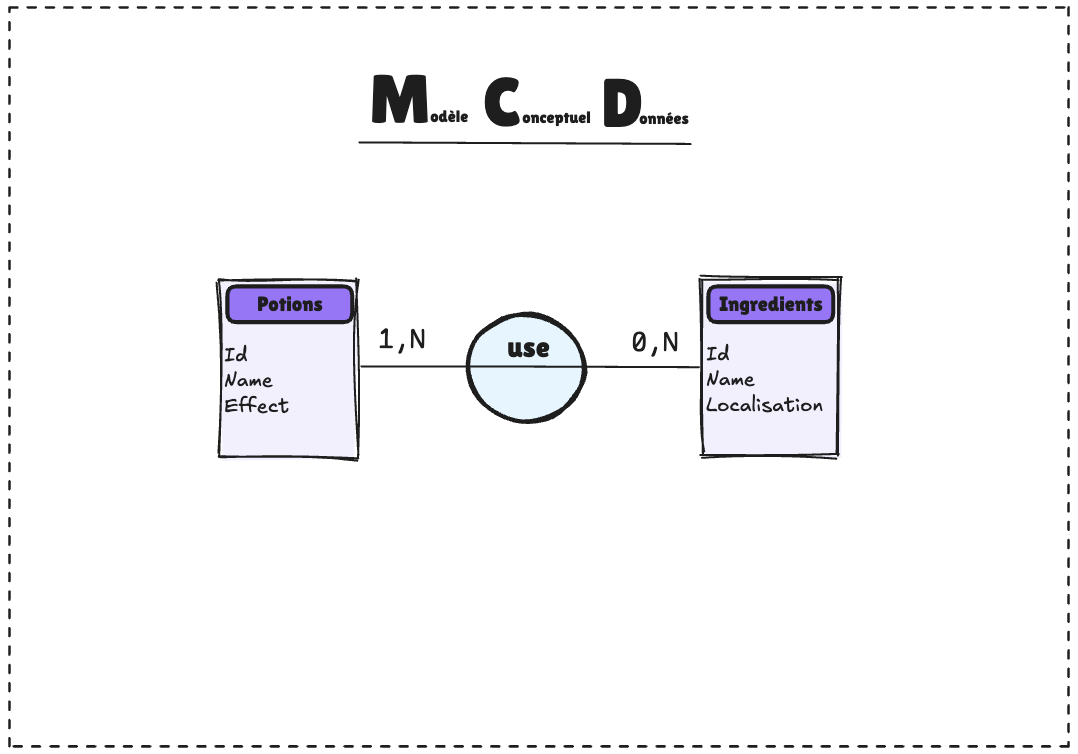 Modèle Conceptuel Données
Potions
Id
Name
Effect
1,N
use
0,N
Ingredients
Id
Name
Localisation